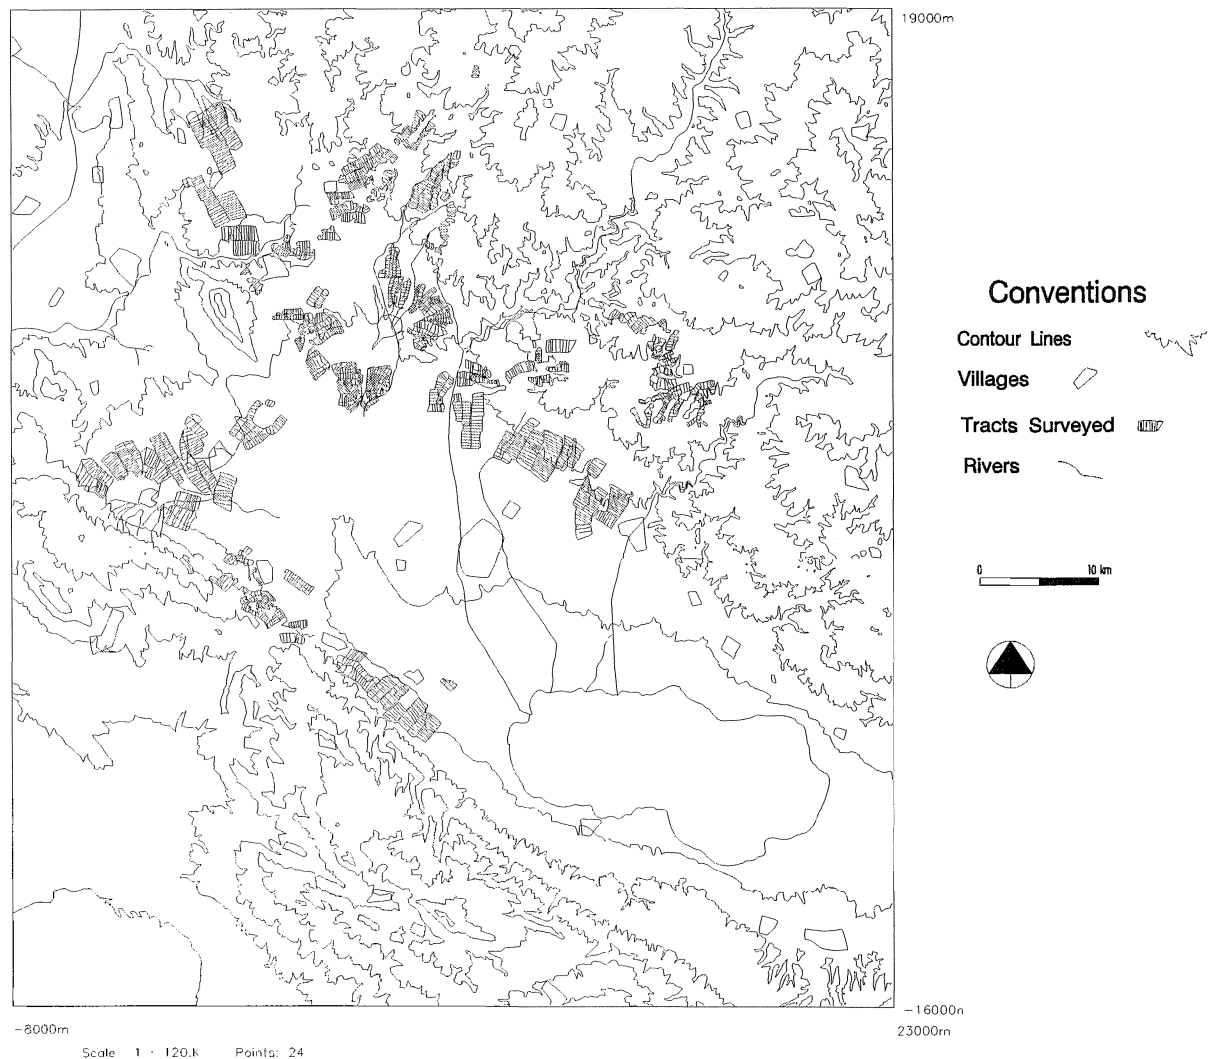 19000m
Conventions
Contour Lines
Villages
Tracts Surveyed
Rivers
0 10 km
-16000n
-8000m
23000m
Scale 1 : 120.K Points: 24